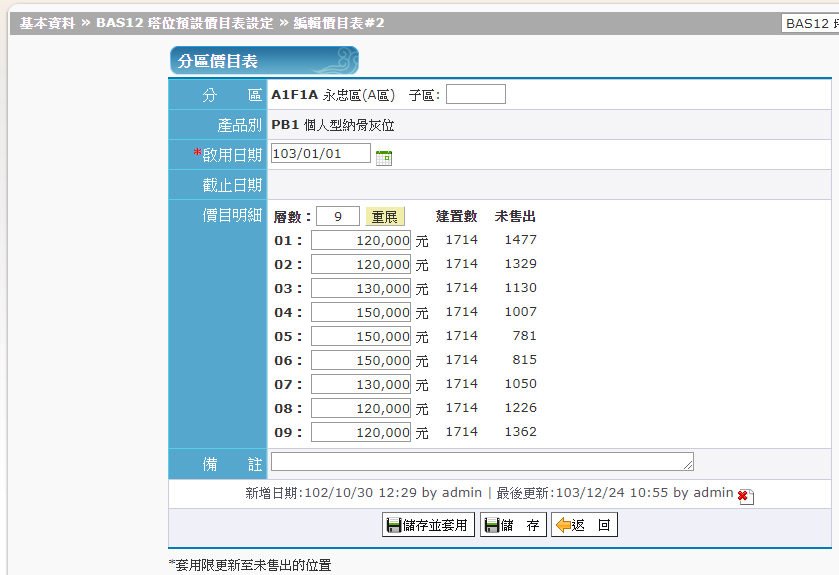 基本資料 » BAS12 塔位預設價目表設定 » 編輯價目表#2
BAS12
分區價目表
分 區 A1F1A 永忠區(A區) 子區:
產品別 PB1 個人型納骨灰位
*啟用日期 103/01/01
截止日期
價目明細 層數： 9 重展 建置數 未售出
01： 120,000 元 1714 1477
02： 120,000 元 1714 1329
03： 130,000 元 1714 1130
04： 150,000 元 1714 1007
05： 150,000 元 1714 781
06： 150,000 元 1714 815
07： 130,000 元 1714 1050
08： 120,000 元 1714 1226
09： 120,000 元 1714 1362
備 註
新增日期:102/10/30 12:29 by admin | 最後更新:103/12/24 10:55 by admin
儲存並套用 儲 存 返 回
*套用限更新至未售出的位置